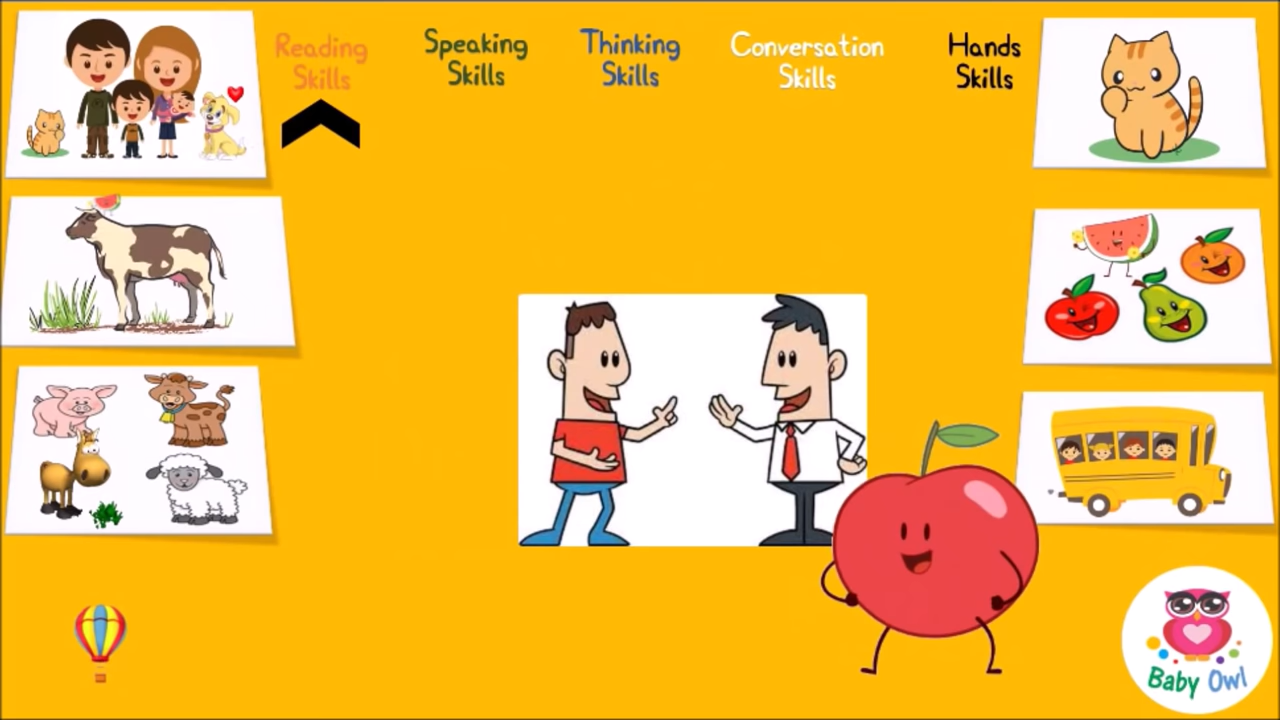 Reading
Skills
Speaking
Skills
Thinking
Skills
Conversation
Skills
Hands
Skills
Baby Owl